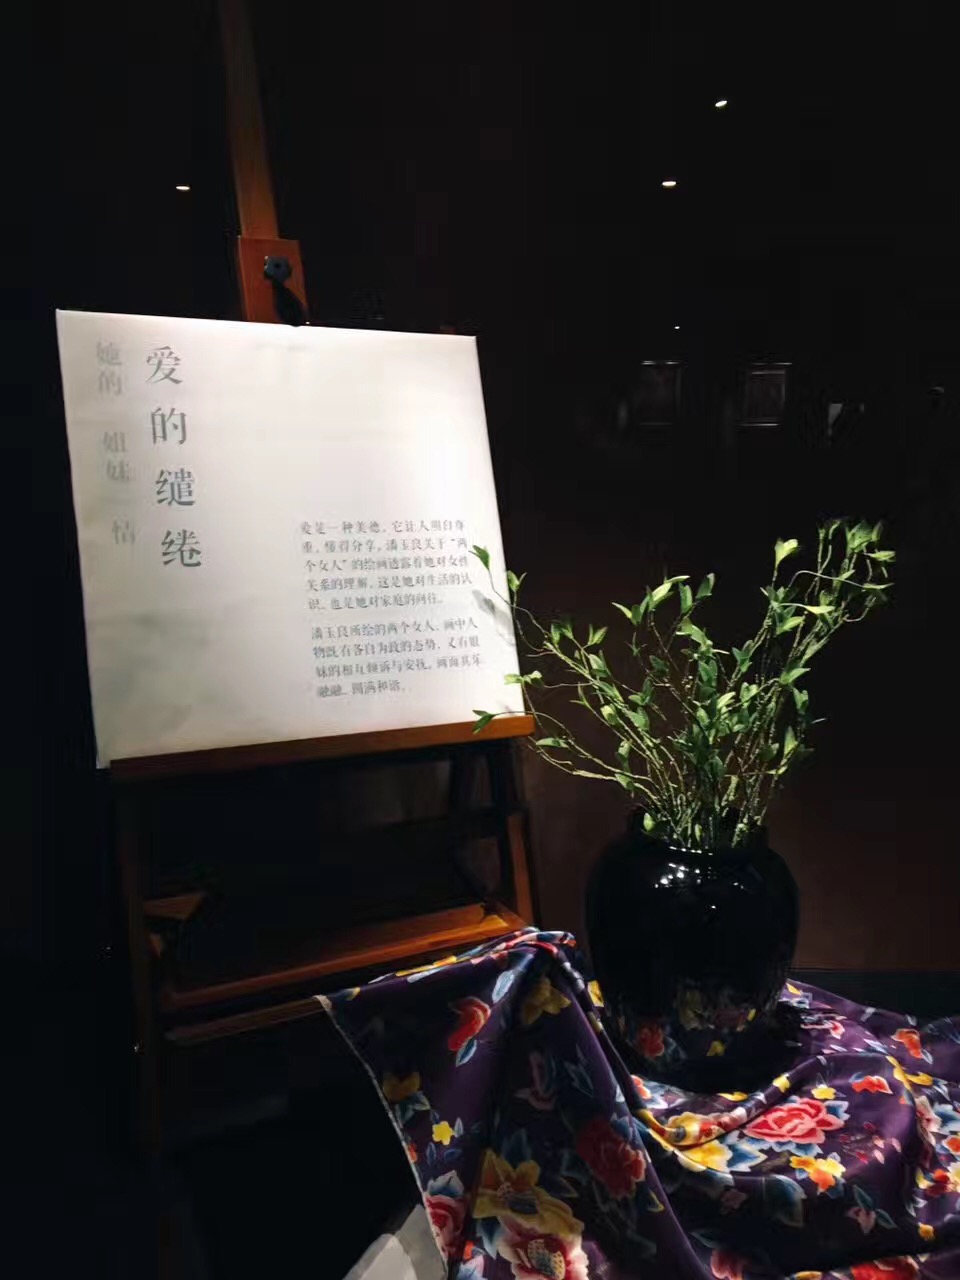 爱的缱绻
她的 姐妹 情
爱是一种美德，它让人明白尊
重，懂得分享。潘玉良关于“两
个女人”的绘画透露着她对女性
关系的理解，这是她对生活的认
识，也是她对家庭的向往。
潘玉良所绘的两个女人，画中人
物既有各自为政的态势，又有姐
妹的相互倾诉与安抚。画面其乐
融融，圆满和谐。